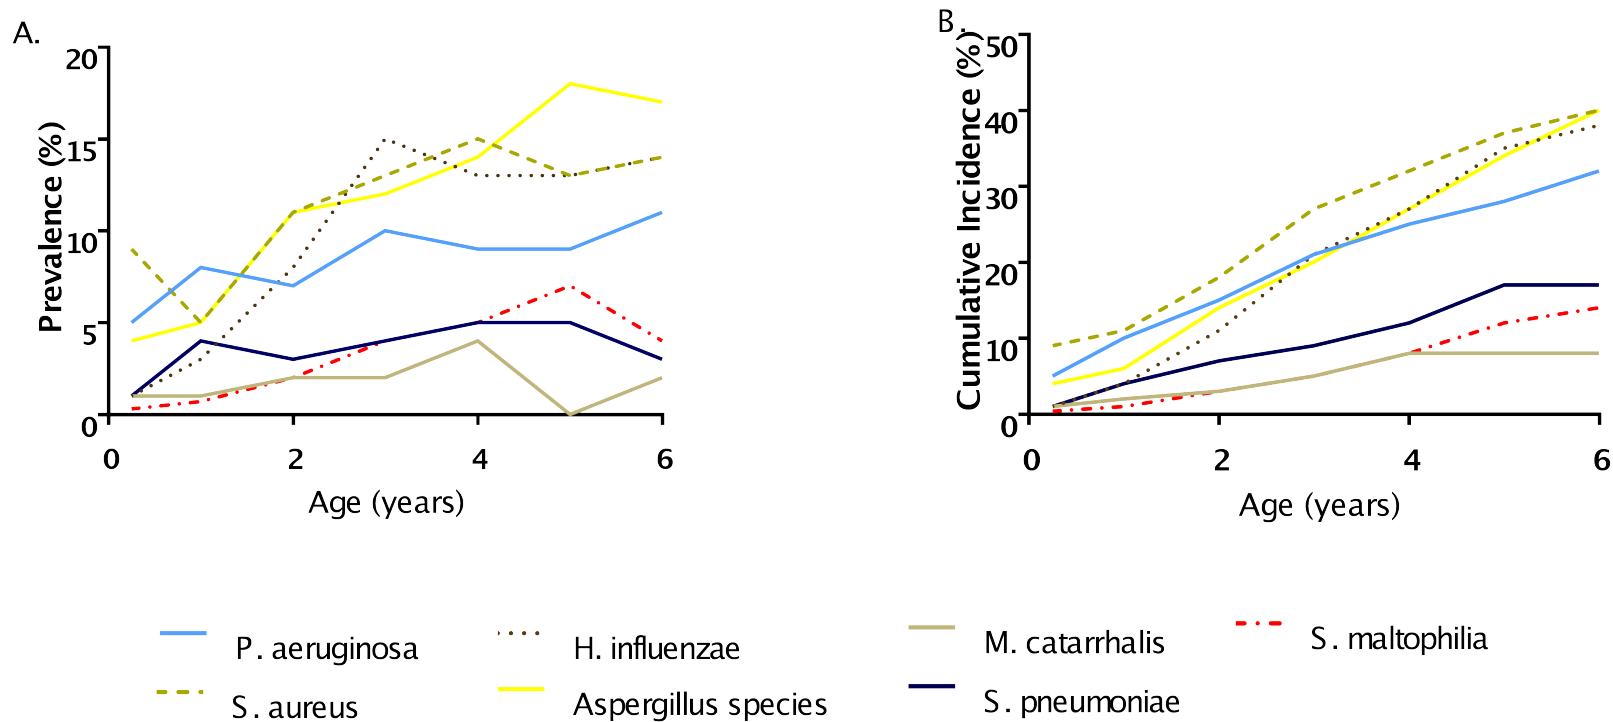 A.
Prevalence (%)
20
15
10
5
0
0 2 4 6
Age (years)
B.
Cumulative Incidence (%)
50
40
30
20
10
0
0 2 4 6
Age (years)
P. aeruginosa
H. influenzae
M. catarrhalis
S. maltophilia
S. aureus
Aspergillus species
S. pneumoniae